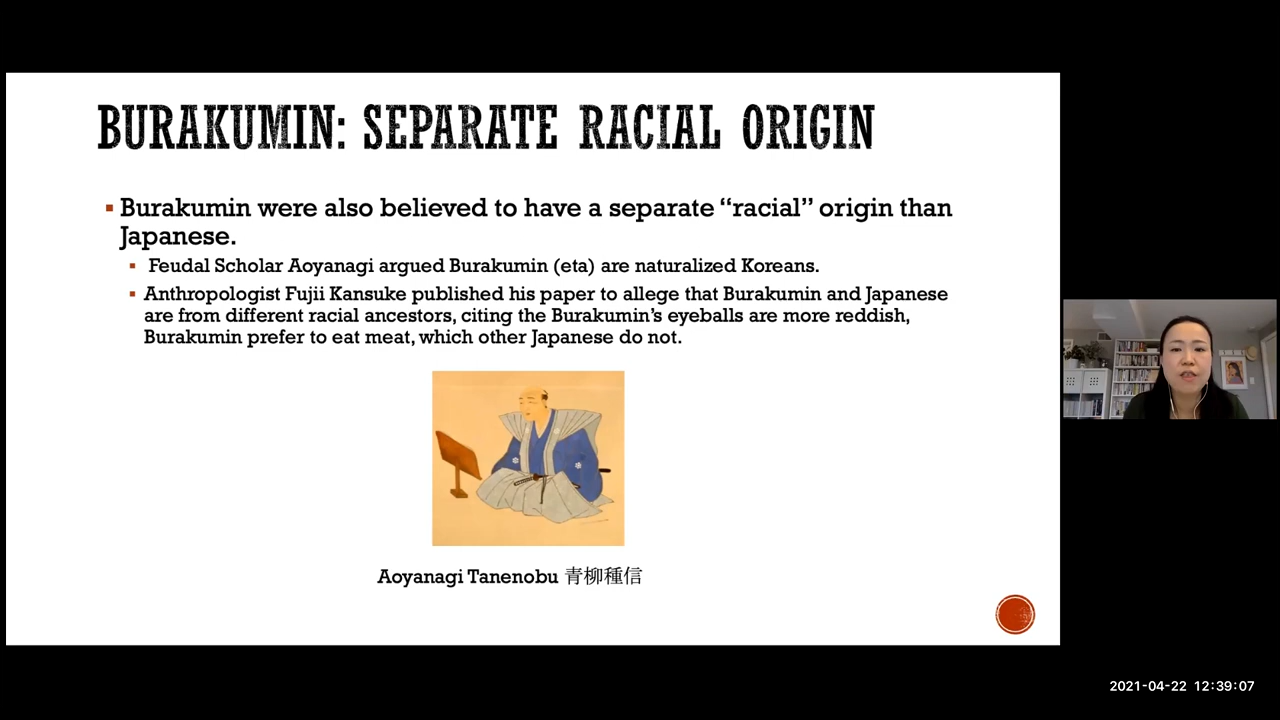 BURAKUMIN: SEPARATE RACIAL ORIGIN
▪ Burakumin were also believed to have a separate “racial” origin than
Japanese.
▪ Feudal Scholar Aoyanagi argued Burakumin (eta) are naturalized Koreans.
▪ Anthropologist Fujii Kansuke published his paper to allege that Burakumin and Japanese
are from different racial ancestors, citing the Burakumin’s eyeballs are more reddish,
Burakumin prefer to eat meat, which other Japanese do not.
Aoyanagi Tanenobu 青柳種信
2021-04-22 12:39:07